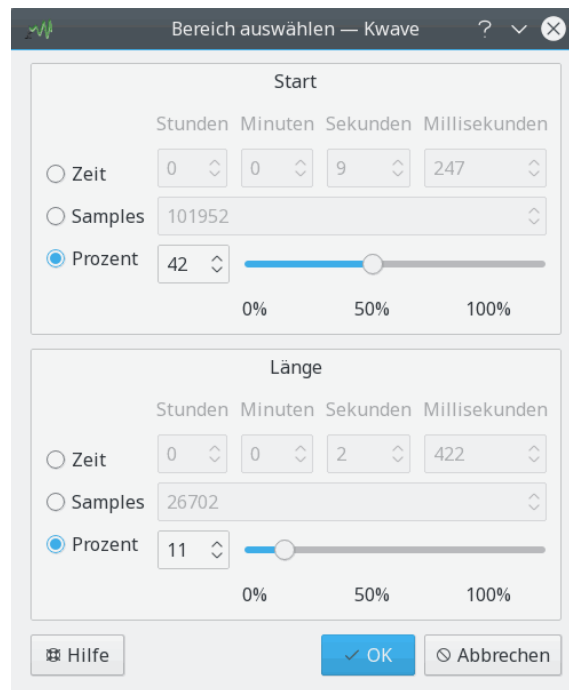 Bereich auswählen — Kwave
Start
Stunden Minuten Sekunden Millisekunden
Zeit 0 0 9 247
Samples 101952
Prozent 42
0% 50% 100%
Länge
Stunden Minuten Sekunden Millisekunden
Zeit 0 0 2 422
Samples 26702
Prozent 11
0% 50% 100%
Hilfe OK Abbrechen